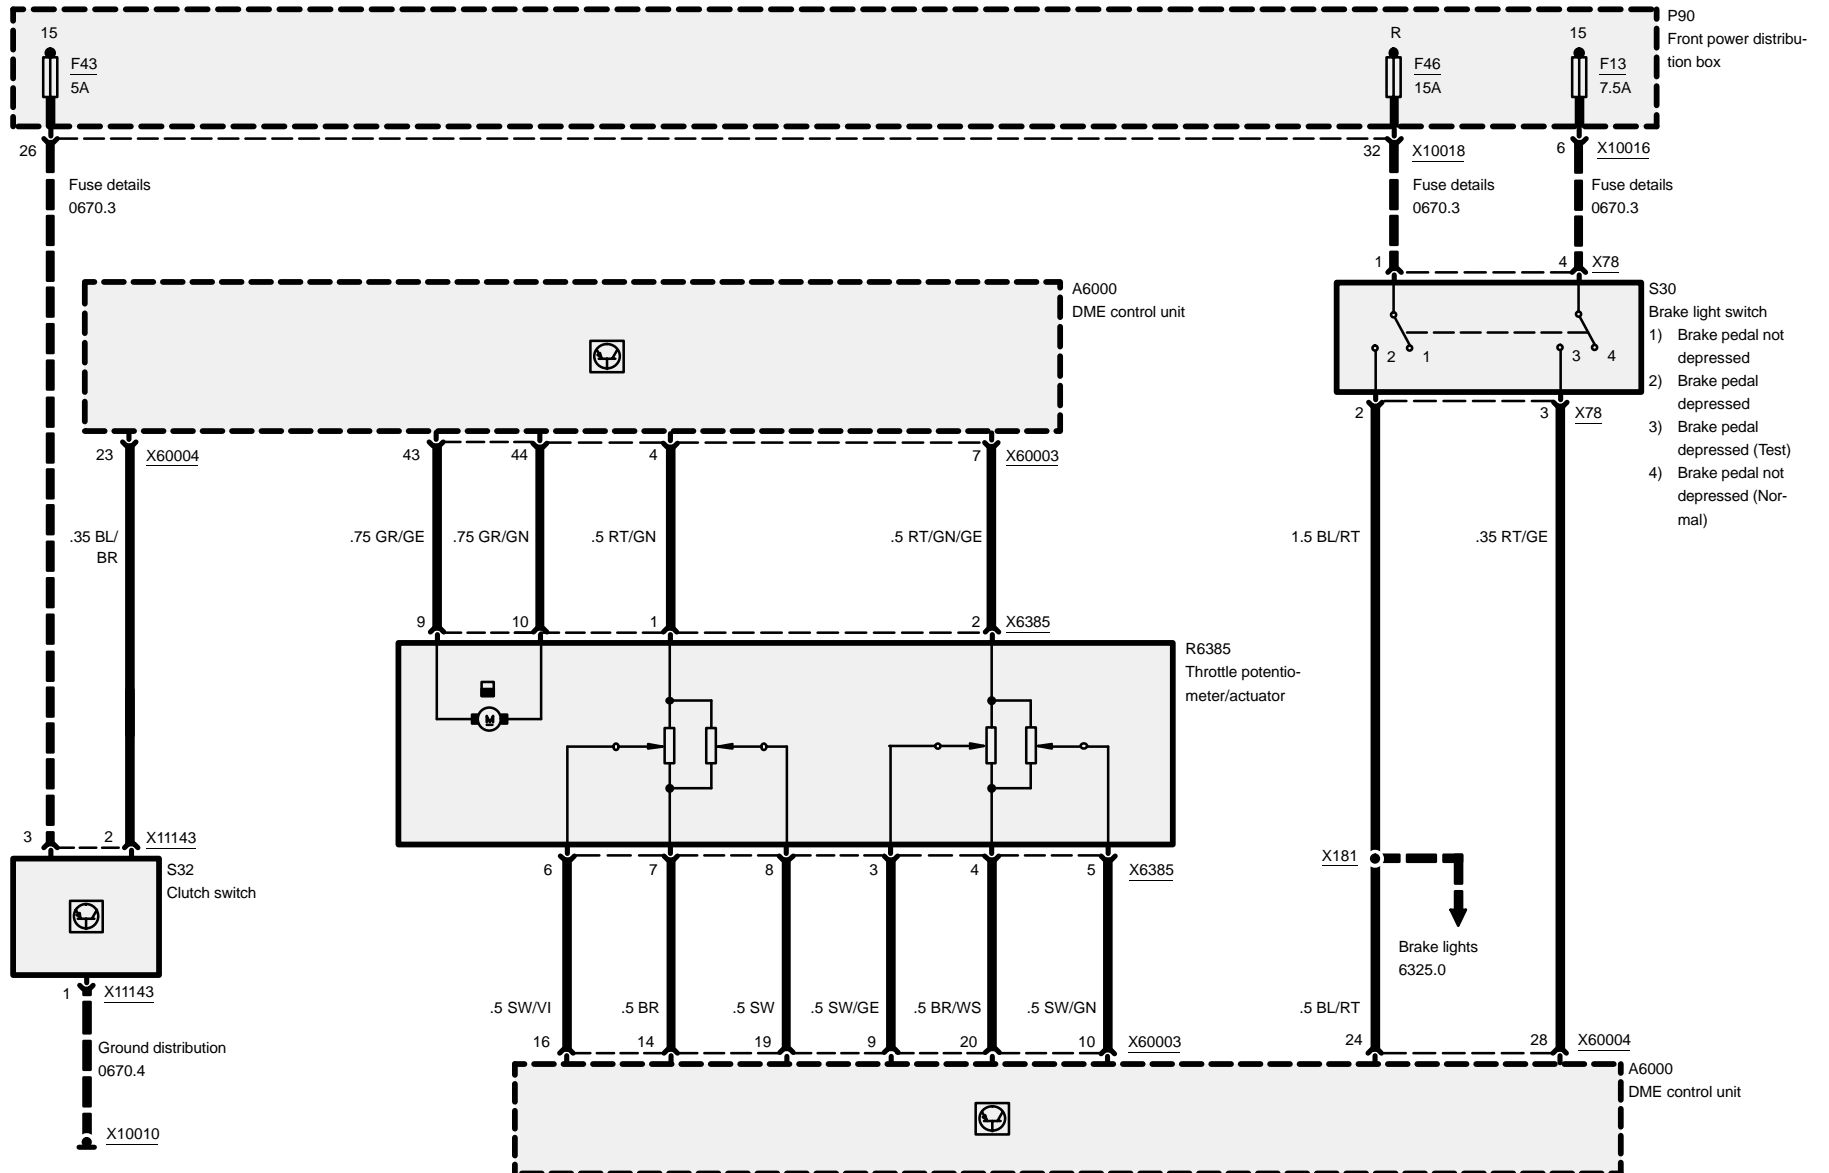 P90
15 R 15 Front power distribu-
F43 F46 F13 tion box
5A 15A 7.5A
26 32 X10018 6 X10016
Fuse details Fuse details Fuse details
0670.3 0670.3 0670.3
1 4 X78
A6000 S30
DME control unit Brake light switch
1) Brake pedal not
2 1 3 4 depressed
2) Brake pedal
depressed
2 3 X78
3) Brake pedal
depressed (Test)
23 X60004 43 44 4 7 X60003
4) Brake pedal not
depressed (Nor-
mal)
.35 BL/ .75 GR/GE .75 GR/GN .5 RT/GN .5 RT/GN/GE 1.5 BL/RT .35 RT/GE
BR
9 10 1 2 X6385
R6385
Throttle potentio-
meter/actuator
M
3 2 X11143
S32 X181
Clutch switch
6 7 8 3 4 5 X6385
Brake lights
6325.0
1 X11143
.5 SW/VI .5 BR .5 SW .5 SW/GE .5 BR/WS .5 SW/GN .5 BL/RT
16 14 19 9 20 10 X60003 24 28 X60004
Ground distribution
0670.4
A6000
DME control unit
X10010